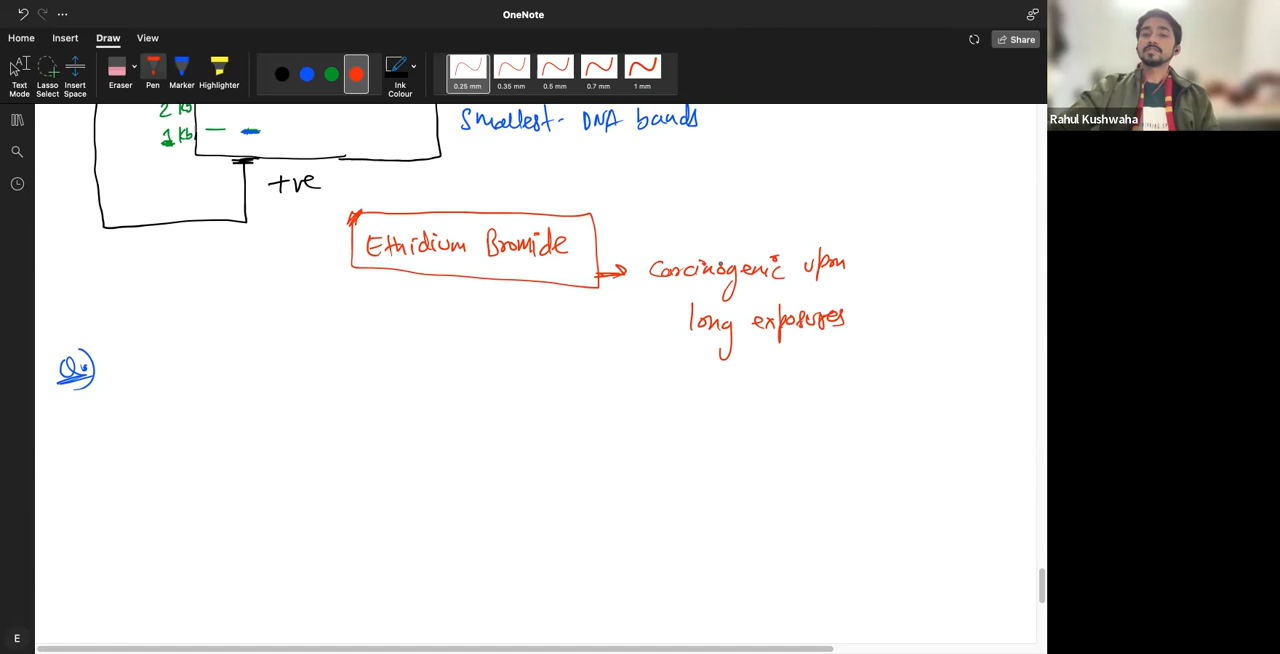 OneNote
Home Insert Draw View
Share
Text Mode
Lasso Select
Insert Space
Eraser
Pen
Marker
Highlighter
Ink Colour
0.25 mm 0.35 mm 0.5 mm 0.7 mm 1 mm
Rahul Kushwaha
2 Kb
1 Kb
Smallest- DNA bands
+ve
Ethidium Bromide
Carcinogenic upon
long exposures
Q.)
E